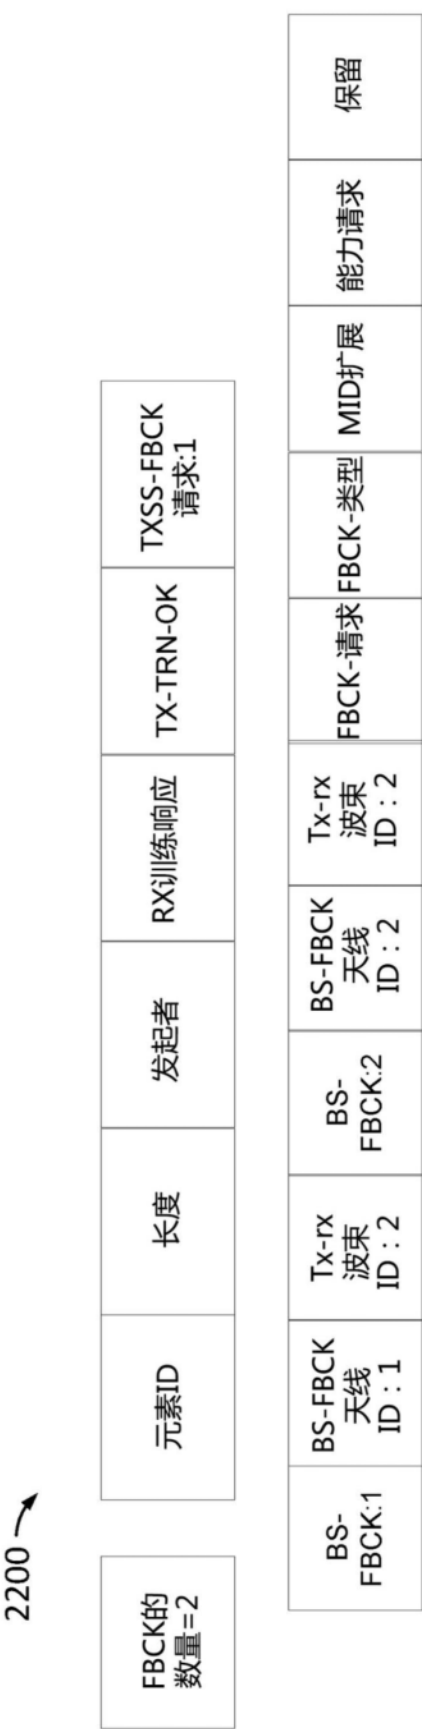 2200
FBCK的
数量=2
元素ID
长度
发起者
RX训练响应
TX-TRN-OK
TXSS-FBCK
请求:1
BS-
FBCK:1
BS-FBCK
天线
ID：1
Tx-rx
波束
ID：2
BS-
FBCK:2
BS-FBCK
天线
ID：2
Tx-rx
波束
ID：2
FBCK-请求
FBCK-类型
MID扩展
能力请求
保留